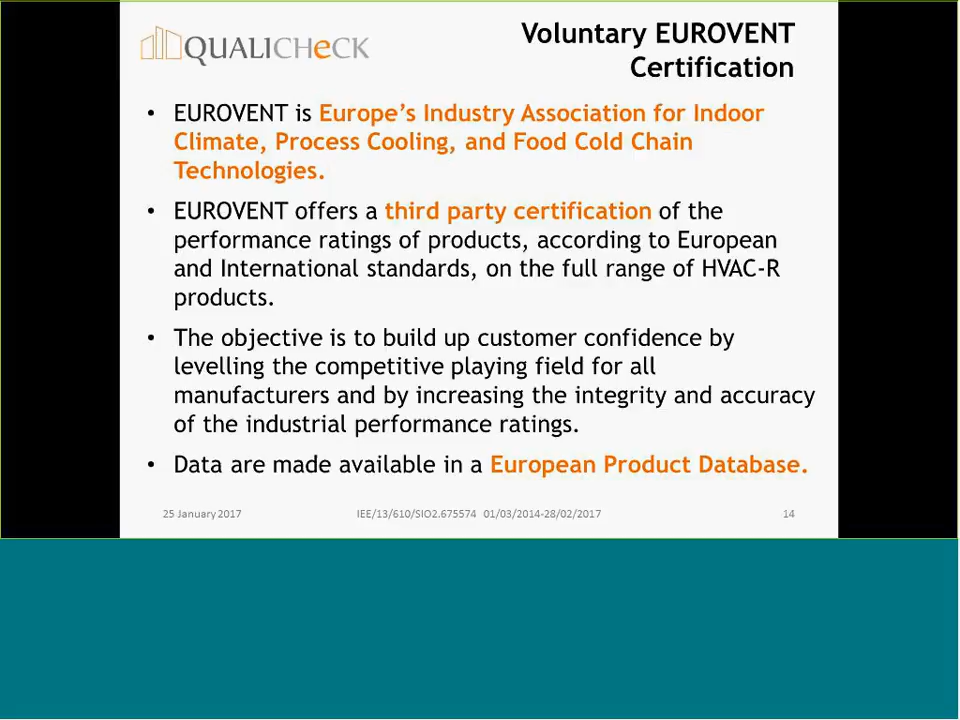 QUALICHeCK
Voluntary EUROVENT
Certification
• EUROVENT is Europe's Industry Association for Indoor
Climate, Process Cooling, and Food Cold Chain
Technologies.
• EUROVENT offers a third party certification of the
performance ratings of products, according to European
and International standards, on the full range of HVAC-R
products.
• The objective is to build up customer confidence by
levelling the competitive playing field for all
manufacturers and by increasing the integrity and accuracy
of the industrial performance ratings.
• Data are made available in a European Product Database.
25 January 2017 IEE/13/610/SIO2.675574 01/03/2014-28/02/2017 14